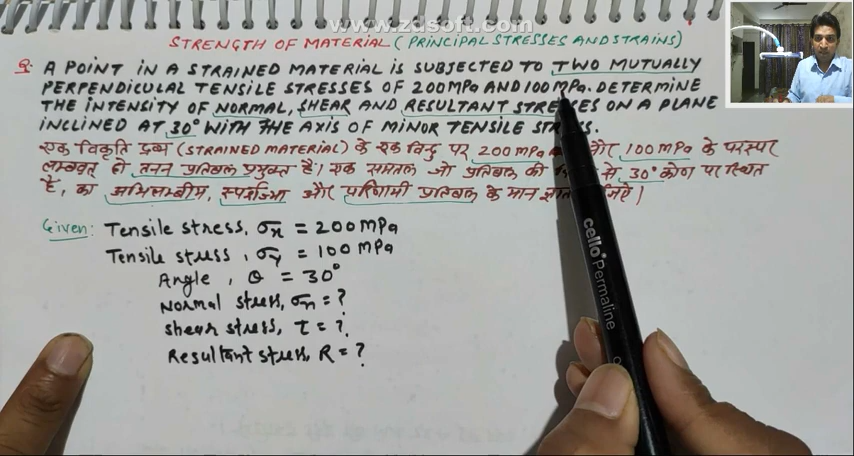 www.zdsoft.com
STRENGTH OF MATERIAL (PRINCIPAL STRESSES AND STRAINS)
Q. A POINT IN A STRAINED MATERIAL IS SUBJECTED TO TWO MUTUALLY
PERPENDICULAR TENSILE STRESSES OF 200MPa AND 100MPa. DETERMINE
THE INTENSITY OF NORMAL, SHEAR AND RESULTANT STRESSES ON A PLANE
INCLINED AT 30° WITH THE AXIS OF MINOR TENSILE STRESS.
एक विकृति द्रव्य (STRAINED MATERIAL) के एक बिन्दु पर 200 MPa और 100 MPa के परस्पर
लम्बवत् दो तनन प्रतिबल प्रयुक्त हैं। एक समतल जो प्रतिबल की से 30° कोण पर स्थित
है, का अभिलम्बीय, स्पर्शज्या और परिणामी प्रतिबल के मान
Given: Tensile stress, σx = 200 MPa
Tensile stress, σy = 100 MPa
Angle, θ = 30°
Normal stress, σn = ?
Shear stress, τ = ?
Resultant stress, R = ?
cello Permaline